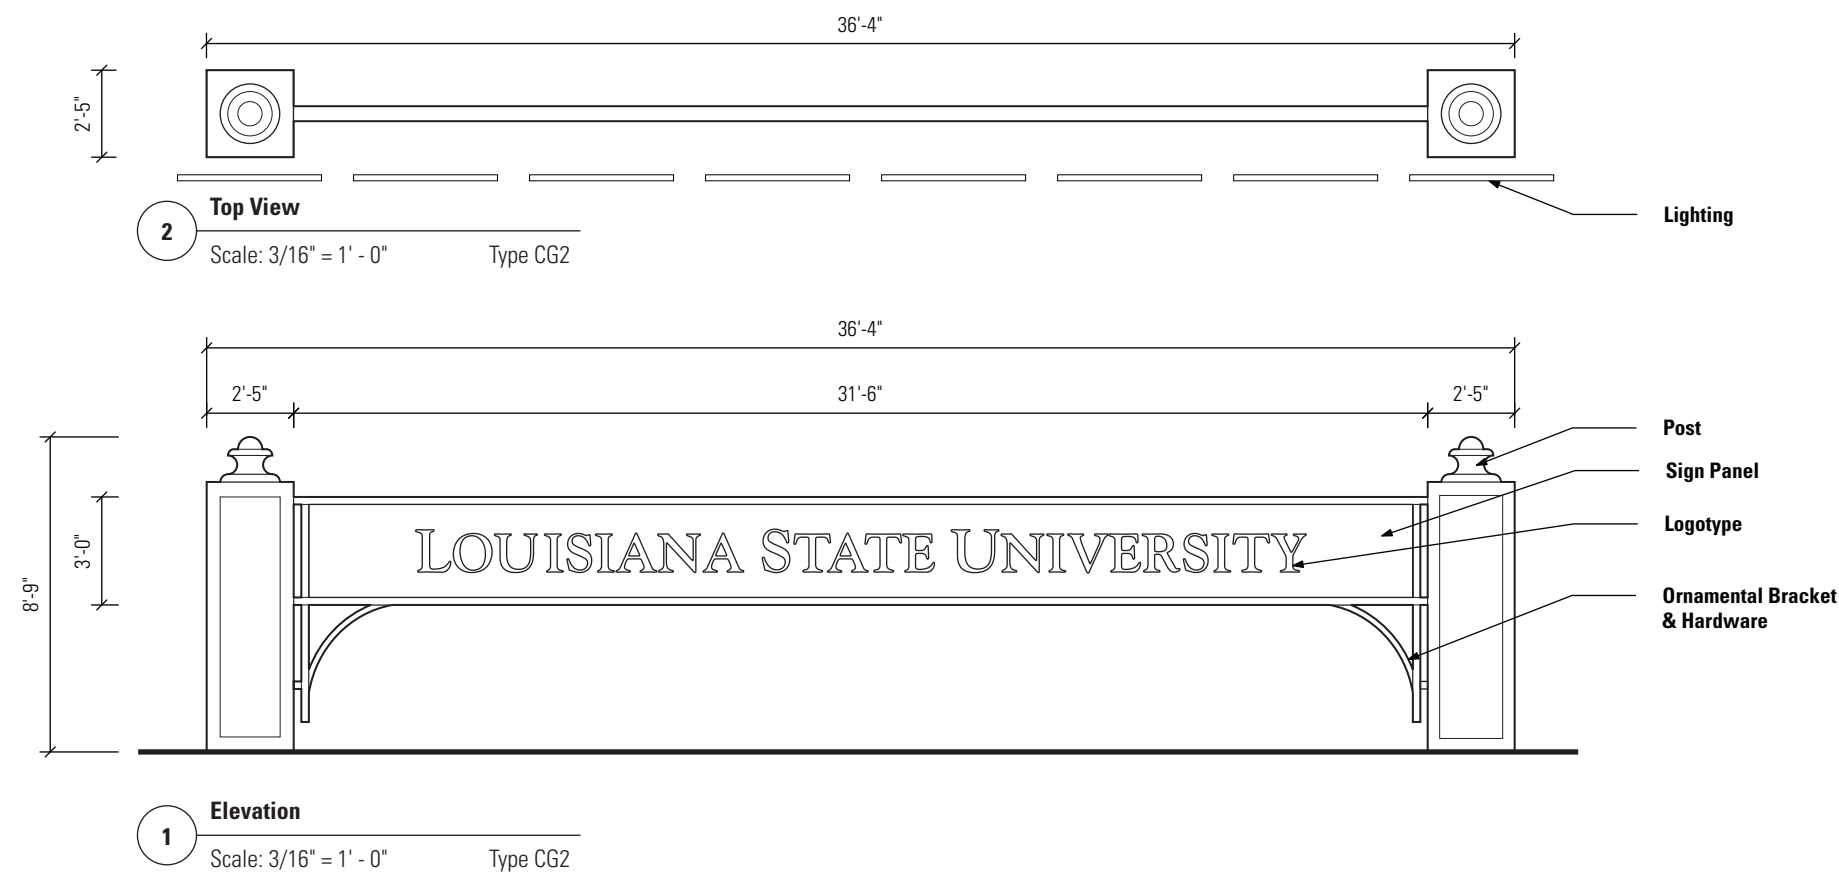 36'-4"
2'-5"
Lighting
2
Top View
Scale: 3/16" = 1' - 0" Type CG2
36'-4"
2'-5" 31'-6" 2'-5"
Post
Sign Panel
Logotype
LOUISIANA STATE UNIVERSITY
3'-0"
8'-9"
Ornamental Bracket
& Hardware
1
Elevation
Scale: 3/16" = 1' - 0" Type CG2